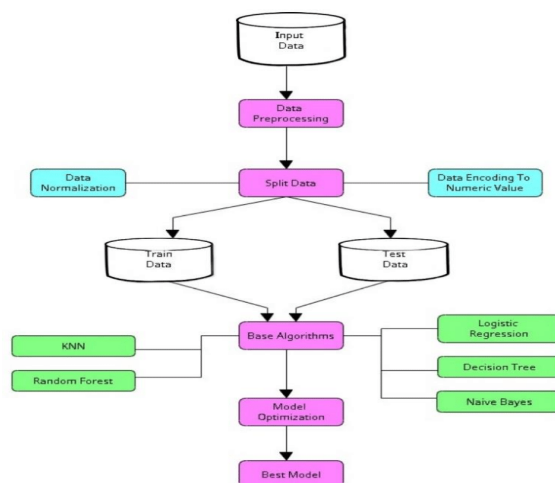 Input
Data
Data
Preprocessing
Data
Normalization
Split Data
Data Encoding To
Numeric Value
Train
Data
Test
Data
Base Algorithms
KNN
Random Forest
Logistic
Regression
Decision Tree
Naive Bayes
Model
Optimization
Best Model